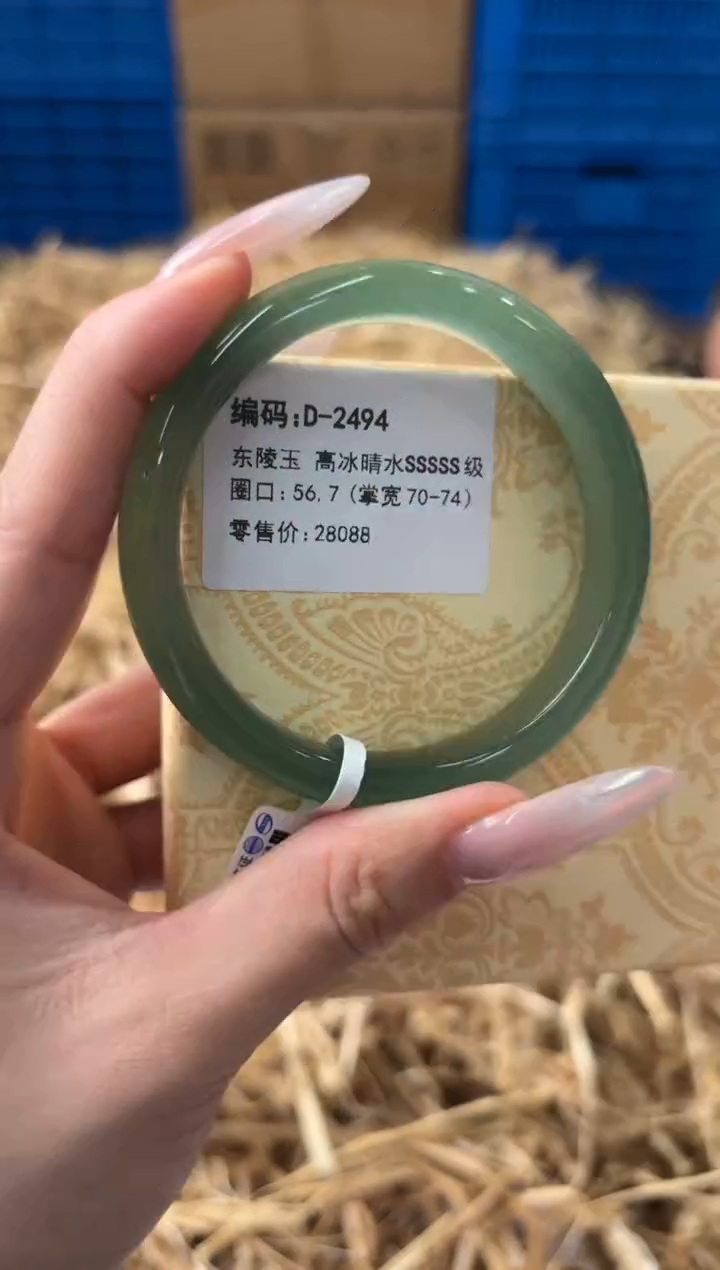 编码:D-2494
东陵玉 高冰晴水SSSSS级
圈口: 56.7 (掌宽70-74)
零售价:28088